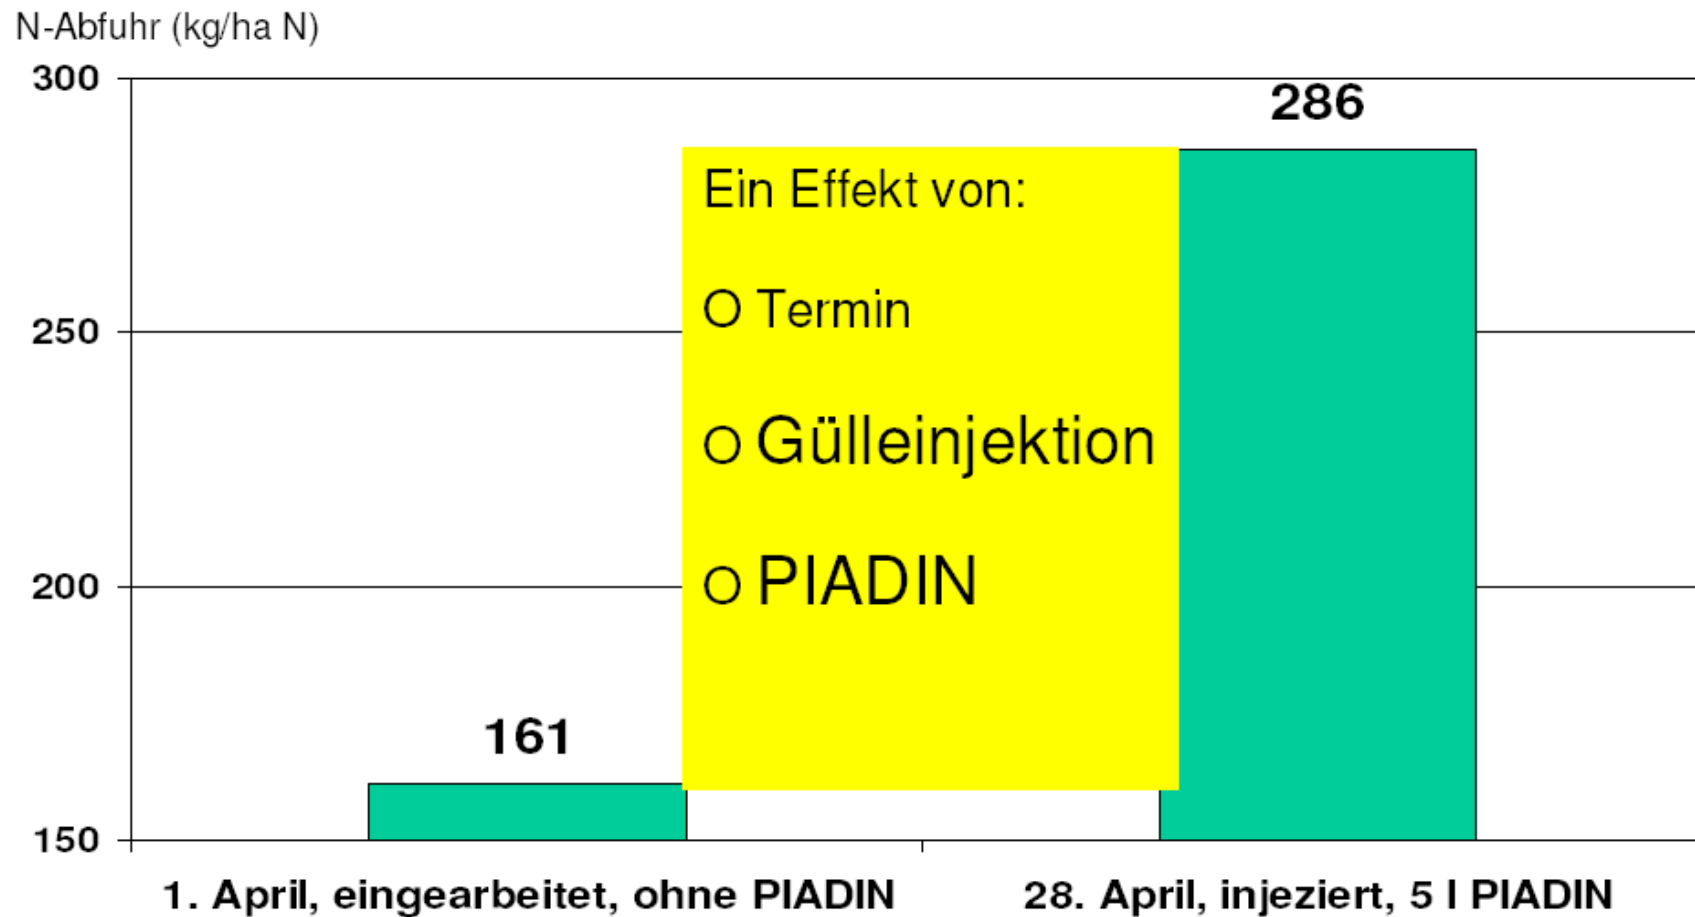 N-Abfuhr (kg/ha N)
300
286
Ein Effekt von:
Termin
250
Gülleinjektion
200
PIADIN
161
150
1. April, eingearbeitet, ohne PIADIN
28. April, injeziert, 5 l PIADIN